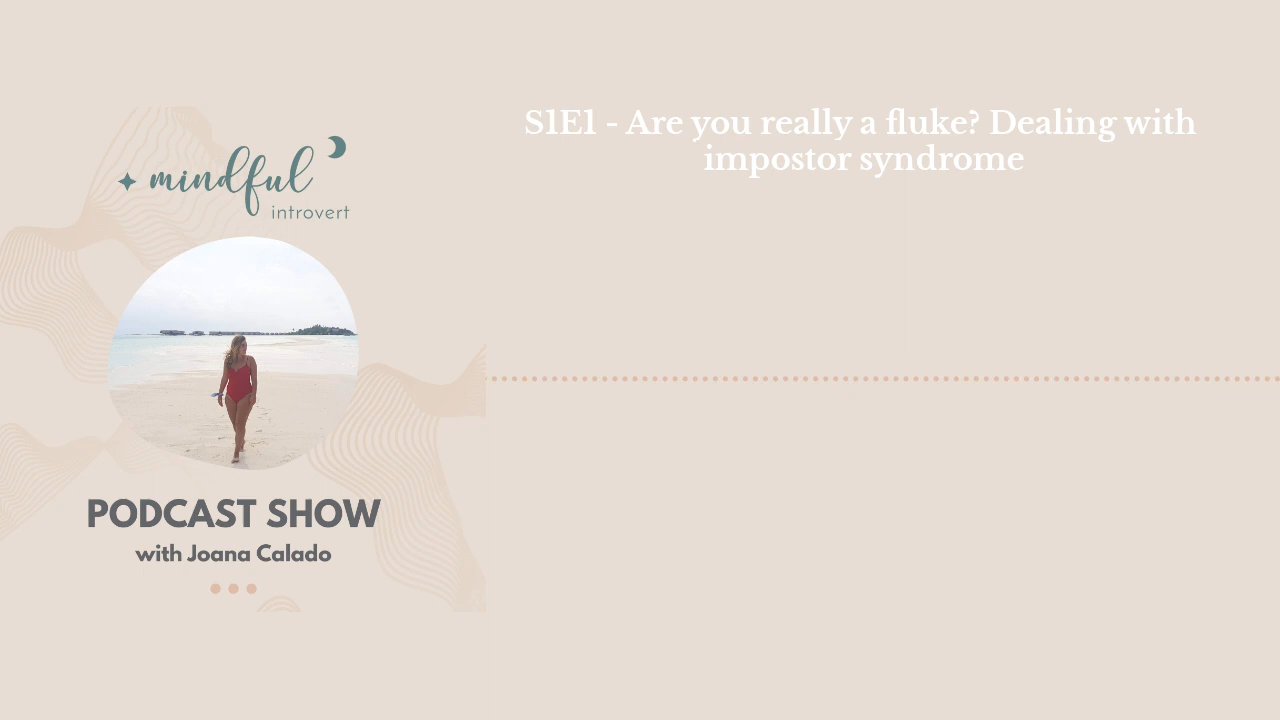 mindful
introvert
PODCAST SHOW
with Joana Calado
S1E1 - Are you really a fluke? Dealing with
impostor syndrome